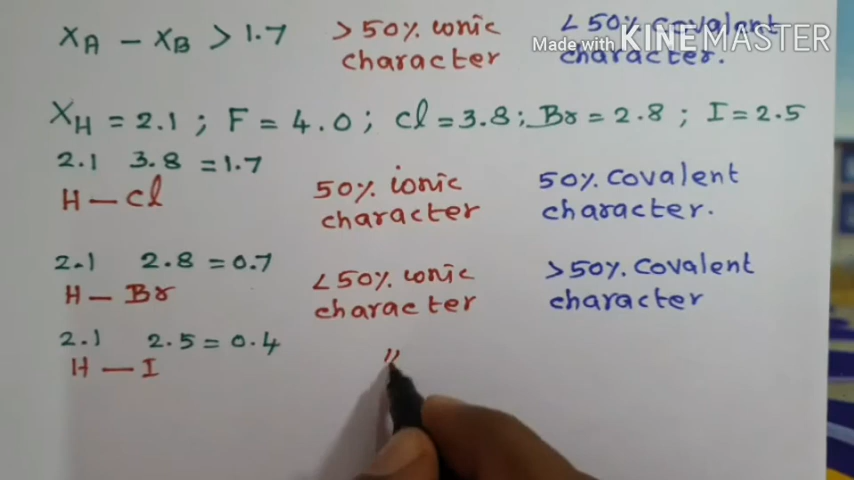 XA - XB > 1.7 > 50% ionic character < 50% Covalent character.
Made with KINEMASTER
XH = 2.1 ; F = 4.0 ; Cl = 3.8 ; Br = 2.8 ; I = 2.5
2.1 3.8 = 1.7
H — Cl 50% ionic character 50% Covalent character.
2.1 2.8 = 0.7
H — Br < 50% ionic character > 50% Covalent character
2.1 2.5 = 0.4
H — I "